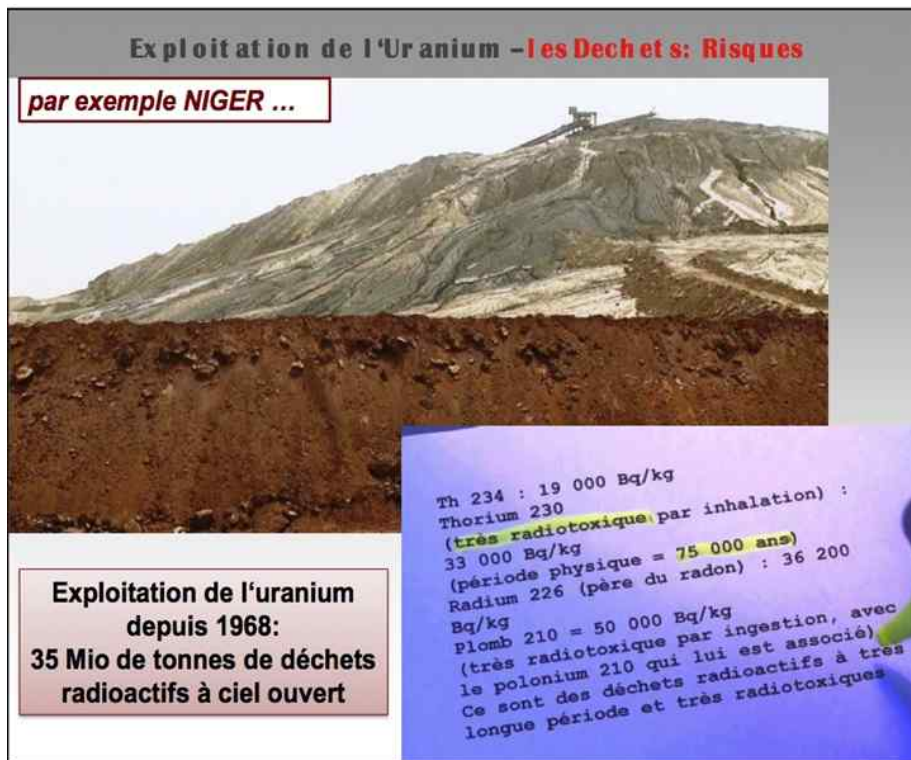 Exploitation de l‘Uranium –les Dechets: Risques
par exemple NIGER ...
Th 234 : 19 000 Bq/kg
Thorium 230
(très radiotoxique par inhalation) :
33 000 Bq/kg
(période physique = 75 000 ans)
Radium 226 (père du radon) : 36 200
Bq/kg
Plomb 210 = 50 000 Bq/kg
(très radiotoxique par ingestion, avec
le polonium 210 qui lui est associé)
Ce sont des déchets radioactifs à très
longue période et très radiotoxiques
Exploitation de l‘uranium
depuis 1968:
35 Mio de tonnes de déchets
radioactifs à ciel ouvert